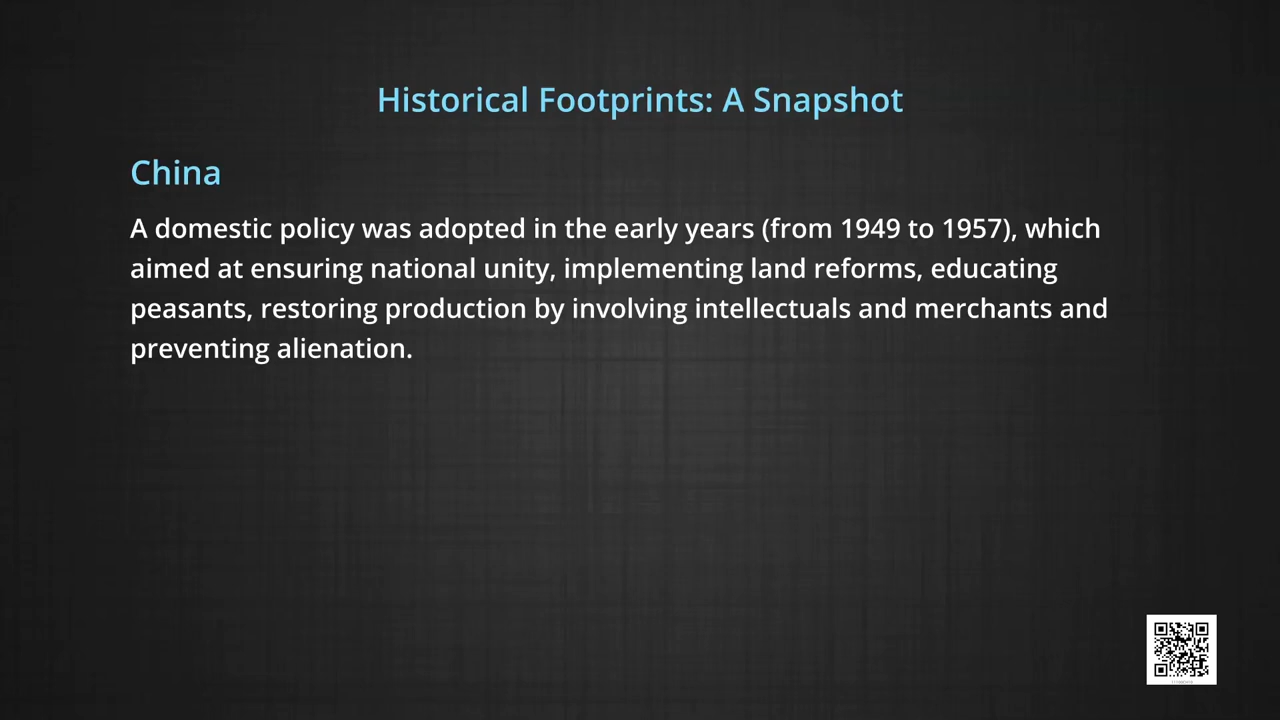 Historical Footprints: A Snapshot
China
A domestic policy was adopted in the early years (from 1949 to 1957), which
aimed at ensuring national unity, implementing land reforms, educating
peasants, restoring production by involving intellectuals and merchants and
preventing alienation.